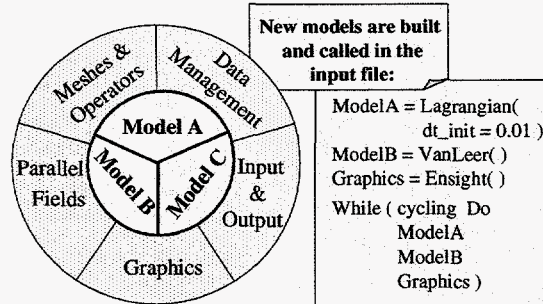 New models are built
and called in the
input file:
Meshes &
Operators
Data
Management
Model A
Model B
Model C
Parallel
Fields
Input
&
Output
Graphics
ModelA = Lagrangian(
dt_init = 0.01 )
ModelB = VanLeer( )
Graphics = Ensight( )
While ( cycling Do
ModelA
ModelB
Graphics )